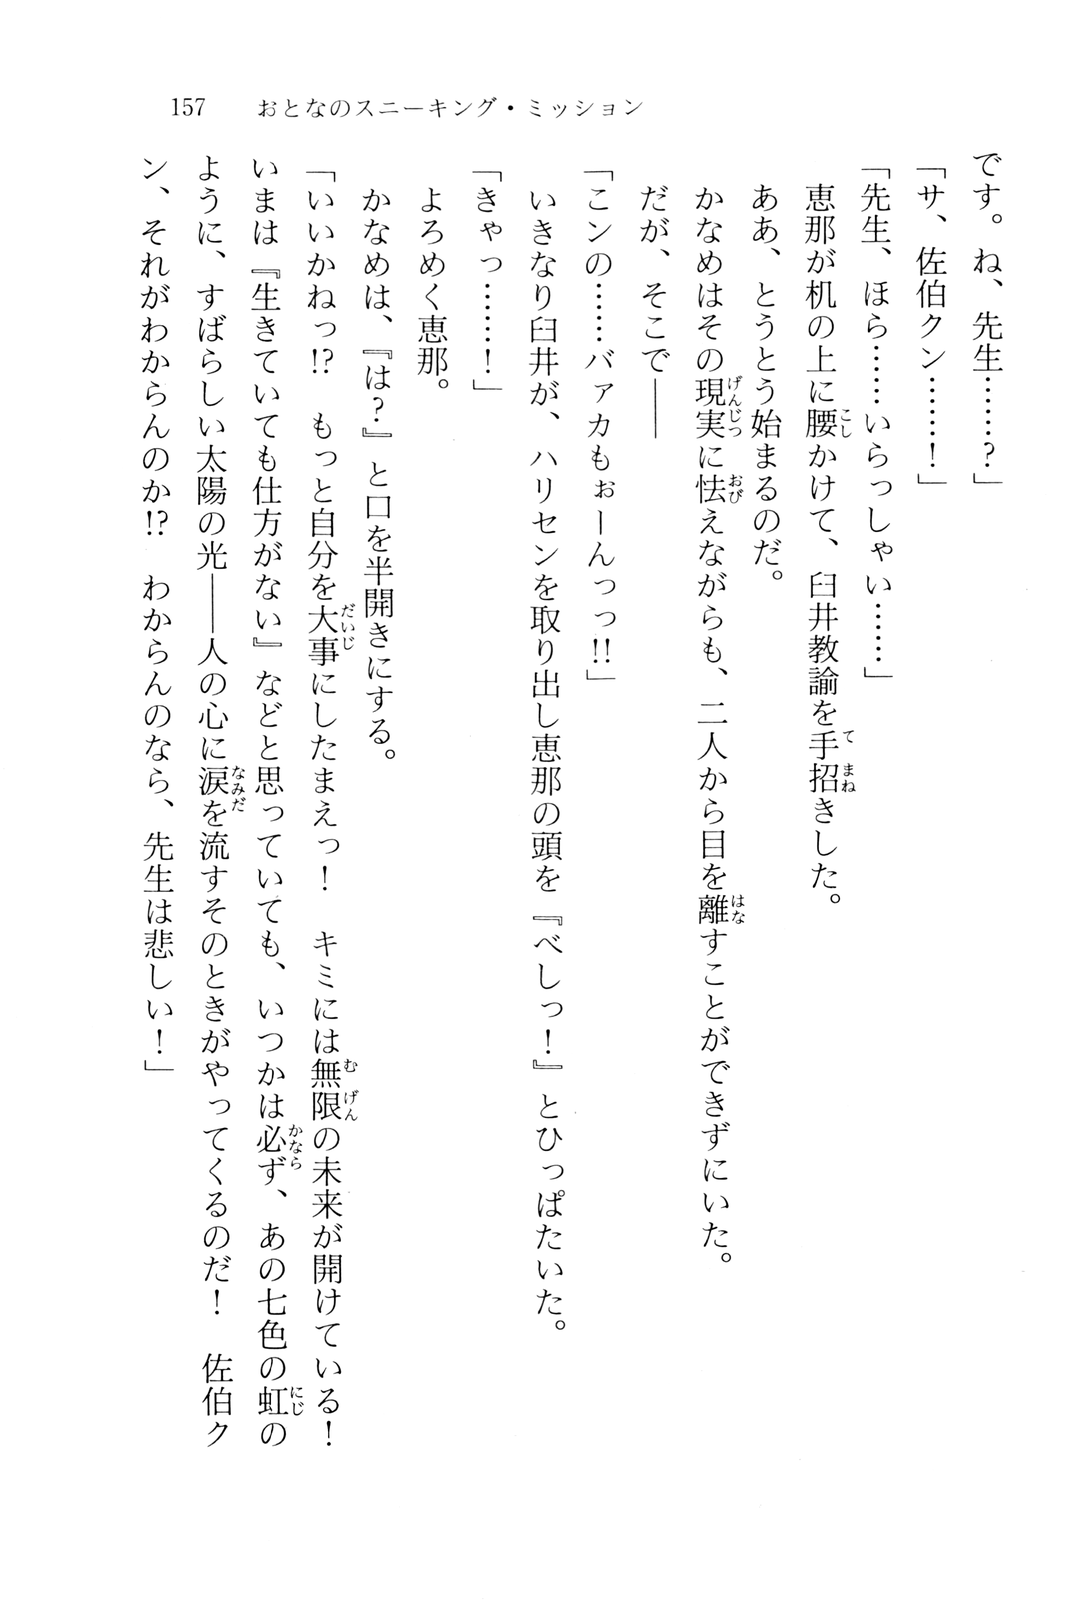 157　おとなのスニーキング・ミッション
です。ね、先生……？」
「サ、佐伯クン……！」
「先生、ほら……いらっしゃい……」
　恵那が机の上に腰かけて、臼井教諭を手招きした。
　ああ、とうとう始まるのだ。
　かなめはその現実に怯えながらも、二人から目を離すことができずにいた。
　だが、そこで――
「こンの……バァカもぉーんっっ!!」
　いきなり臼井が、ハリセンを取り出し恵那の頭を『べしっ！』とひっぱたいた。
「きゃっ……！」
　よろめく恵那。
　かなめは、『は？』と口を半開きにする。
「いいかねっ!?　もっと自分を大事にしたまえっ！　キミには無限の未来が開けている！
いまは『生きていても仕方がない』などと思っていても、いつかは必ず、あの七色の虹の
ように、すばらしい太陽の光――人の心に涙を流すそのときがやってくるのだ！　佐伯ク
ン、それがわからんのか!?　わからんのなら、先生は悲しい！」